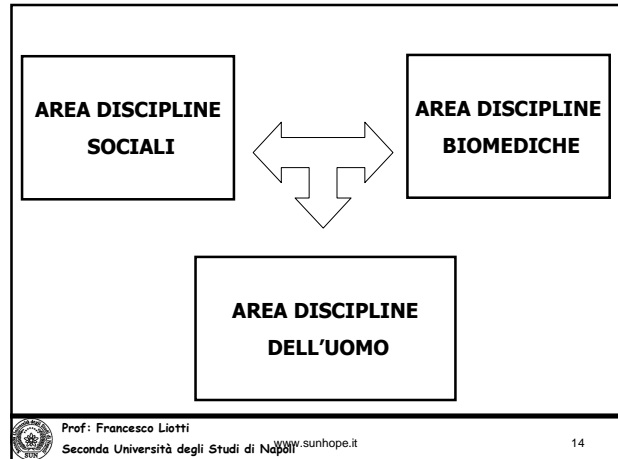 AREA DISCIPLINE
SOCIALI
AREA DISCIPLINE
BIOMEDICHE
AREA DISCIPLINE
DELL'UOMO
Prof: Francesco Liotti
Seconda Università degli Studi di Napoli
www.sunhope.it
14
SUN